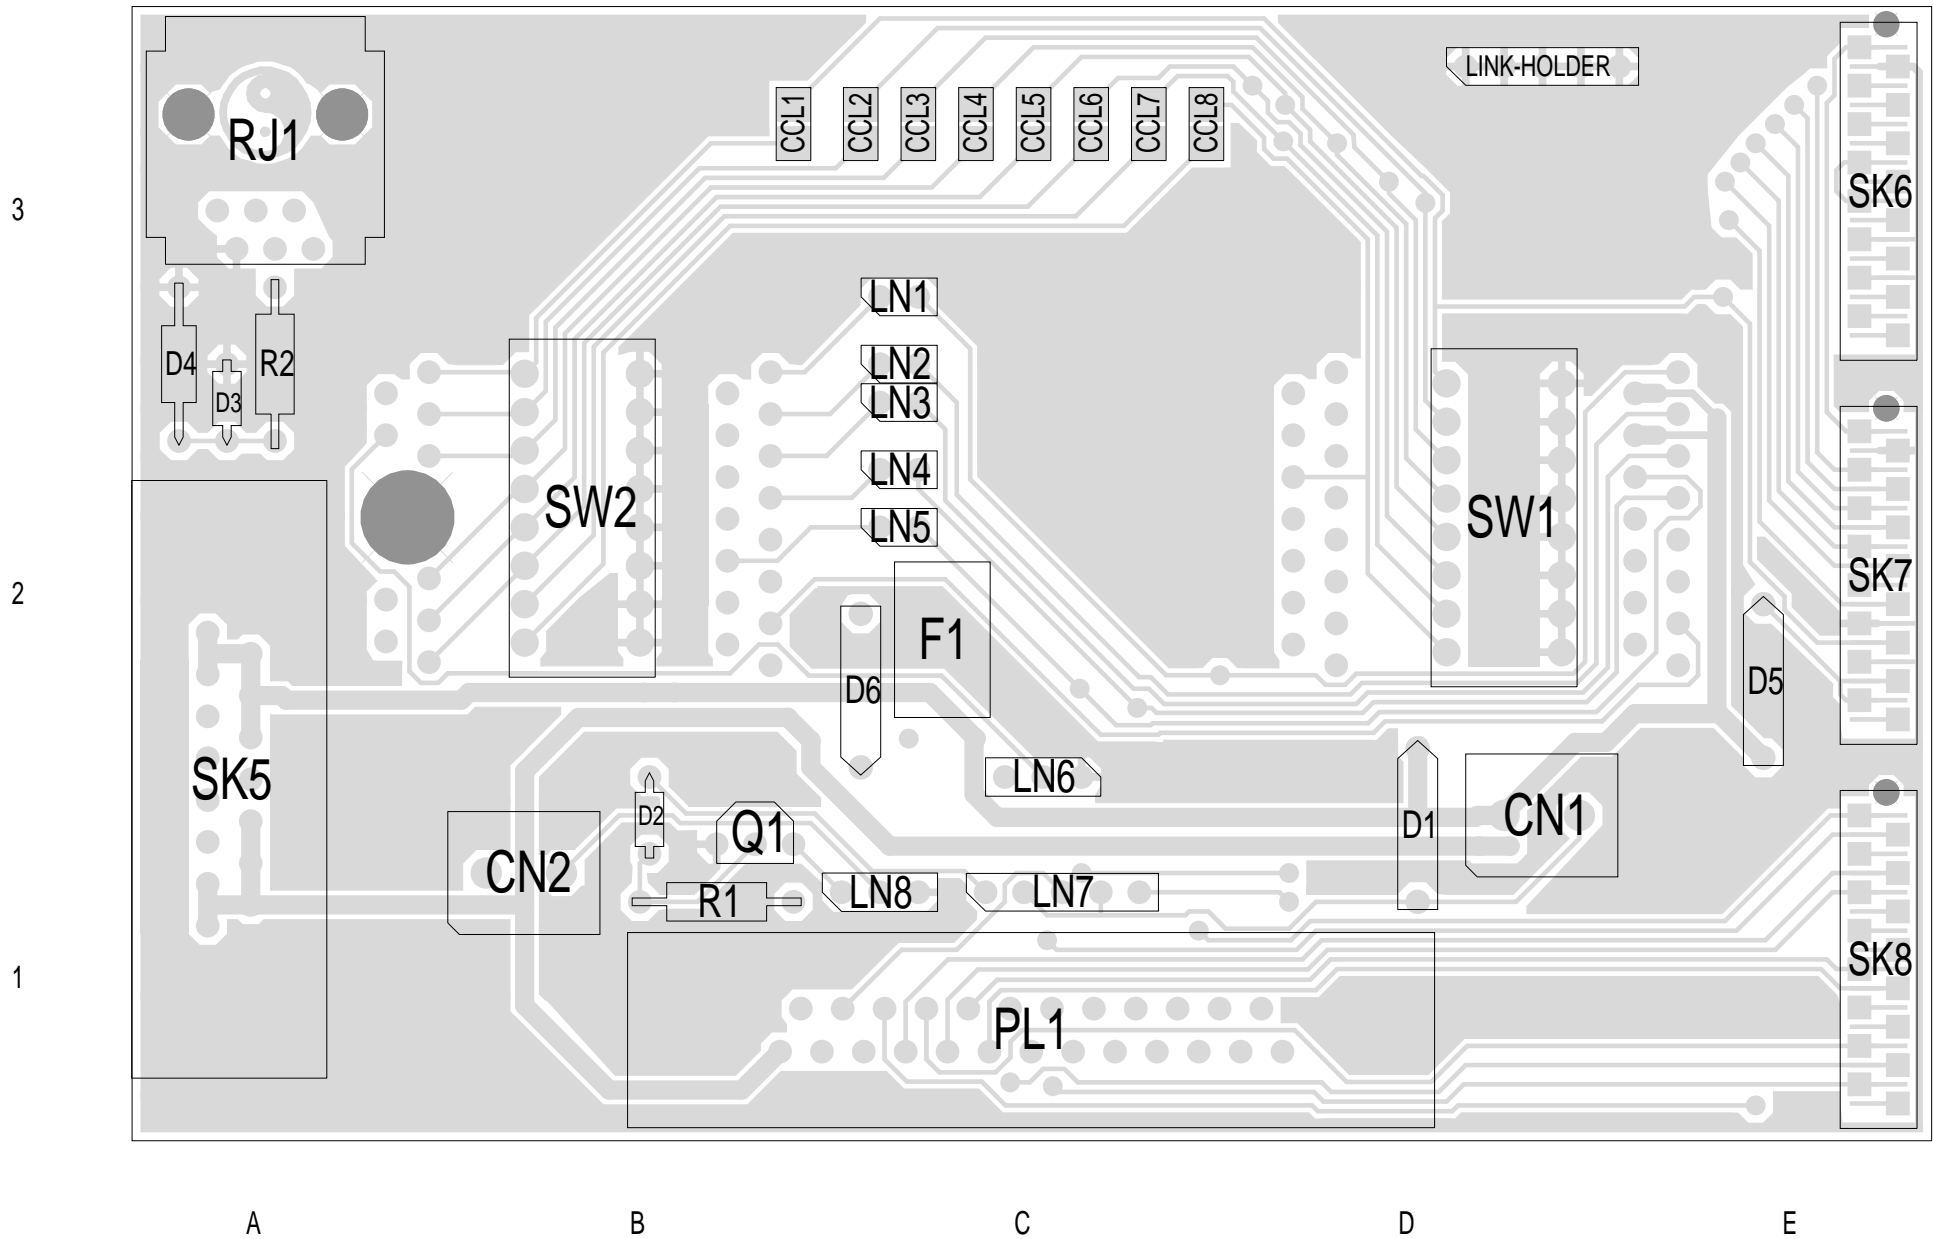 LINK-HOLDER
CCL1 CCL2 CCL3 CCL4 CCL5 CCL6 CCL7 CCL8
RJ1
SK6
3
LN1
D4 R2 LN2
D3 LN3
LN4
SW2 SW1
LN5
SK7
2
F1
D6 D5
SK5 LN6
D2 Q1 D1 CN1
CN2
R1 LN8 LN7
SK8
1
PL1
A B C D E